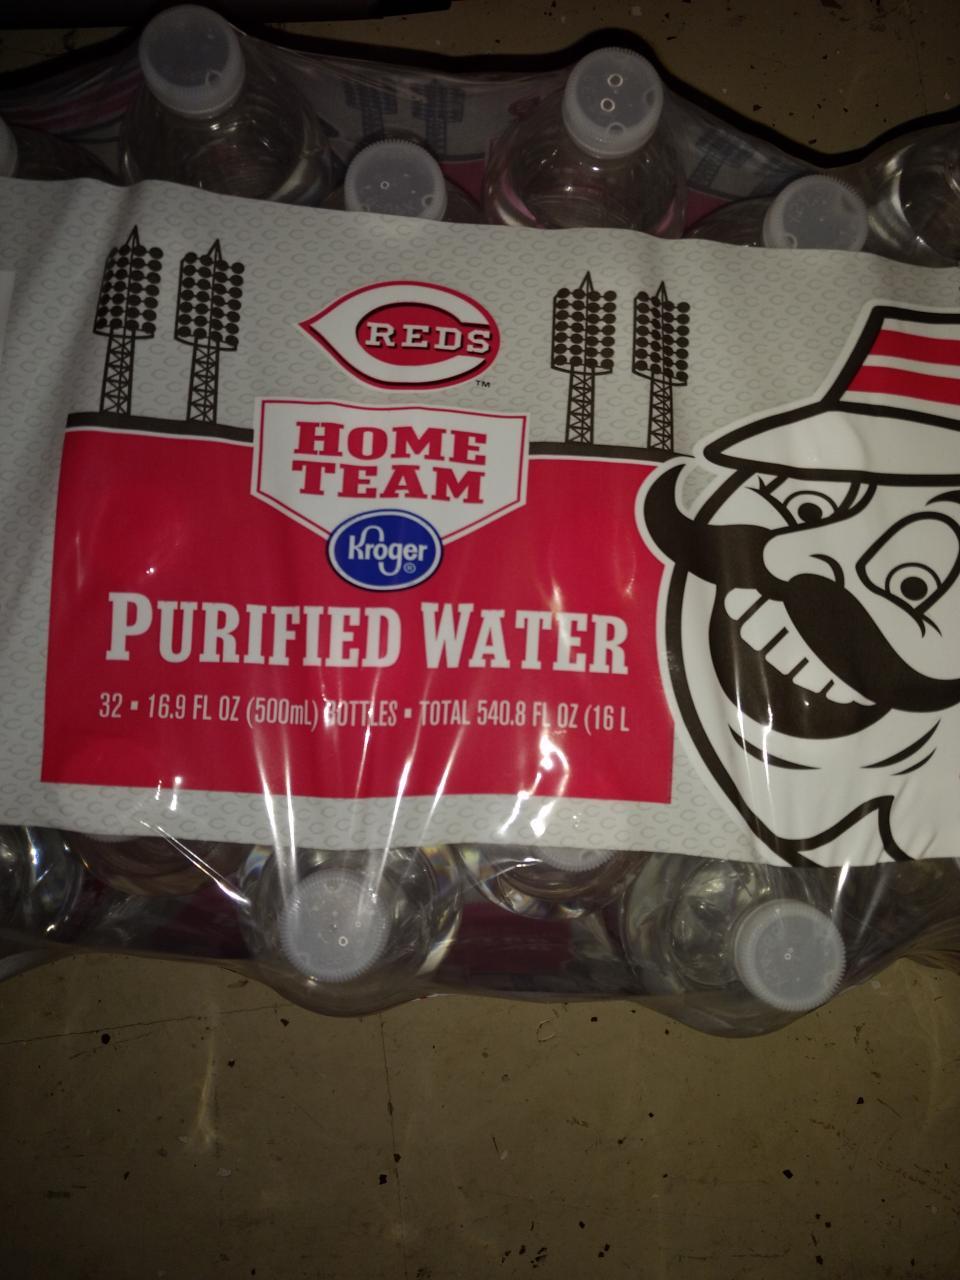 REDS
™
HOME
TEAM
Kroger®
PURIFIED WATER
32 ▪ 16.9 FL OZ (500mL) BOTTLES ▪ TOTAL 540.8 FL OZ (16 L